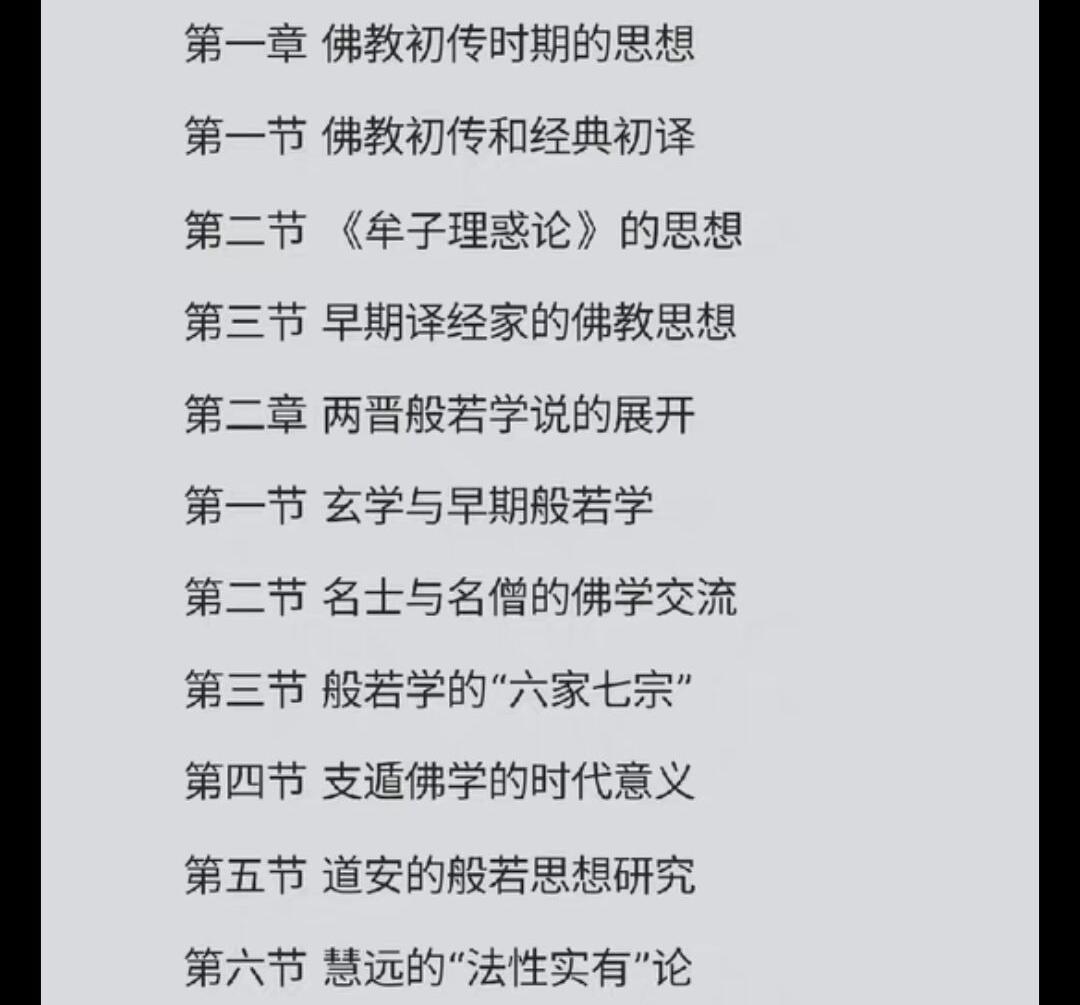 第一章 佛教初传时期的思想
第一节 佛教初传和经典初译
第二节 《牟子理惑论》的思想
第三节 早期译经家的佛教思想
第二章 两晋般若学说的展开
第一节 玄学与早期般若学
第二节 名士与名僧的佛学交流
第三节 般若学的“六家七宗”
第四节 支遁佛学的时代意义
第五节 道安的般若思想研究
第六节 慧远的“法性实有”论